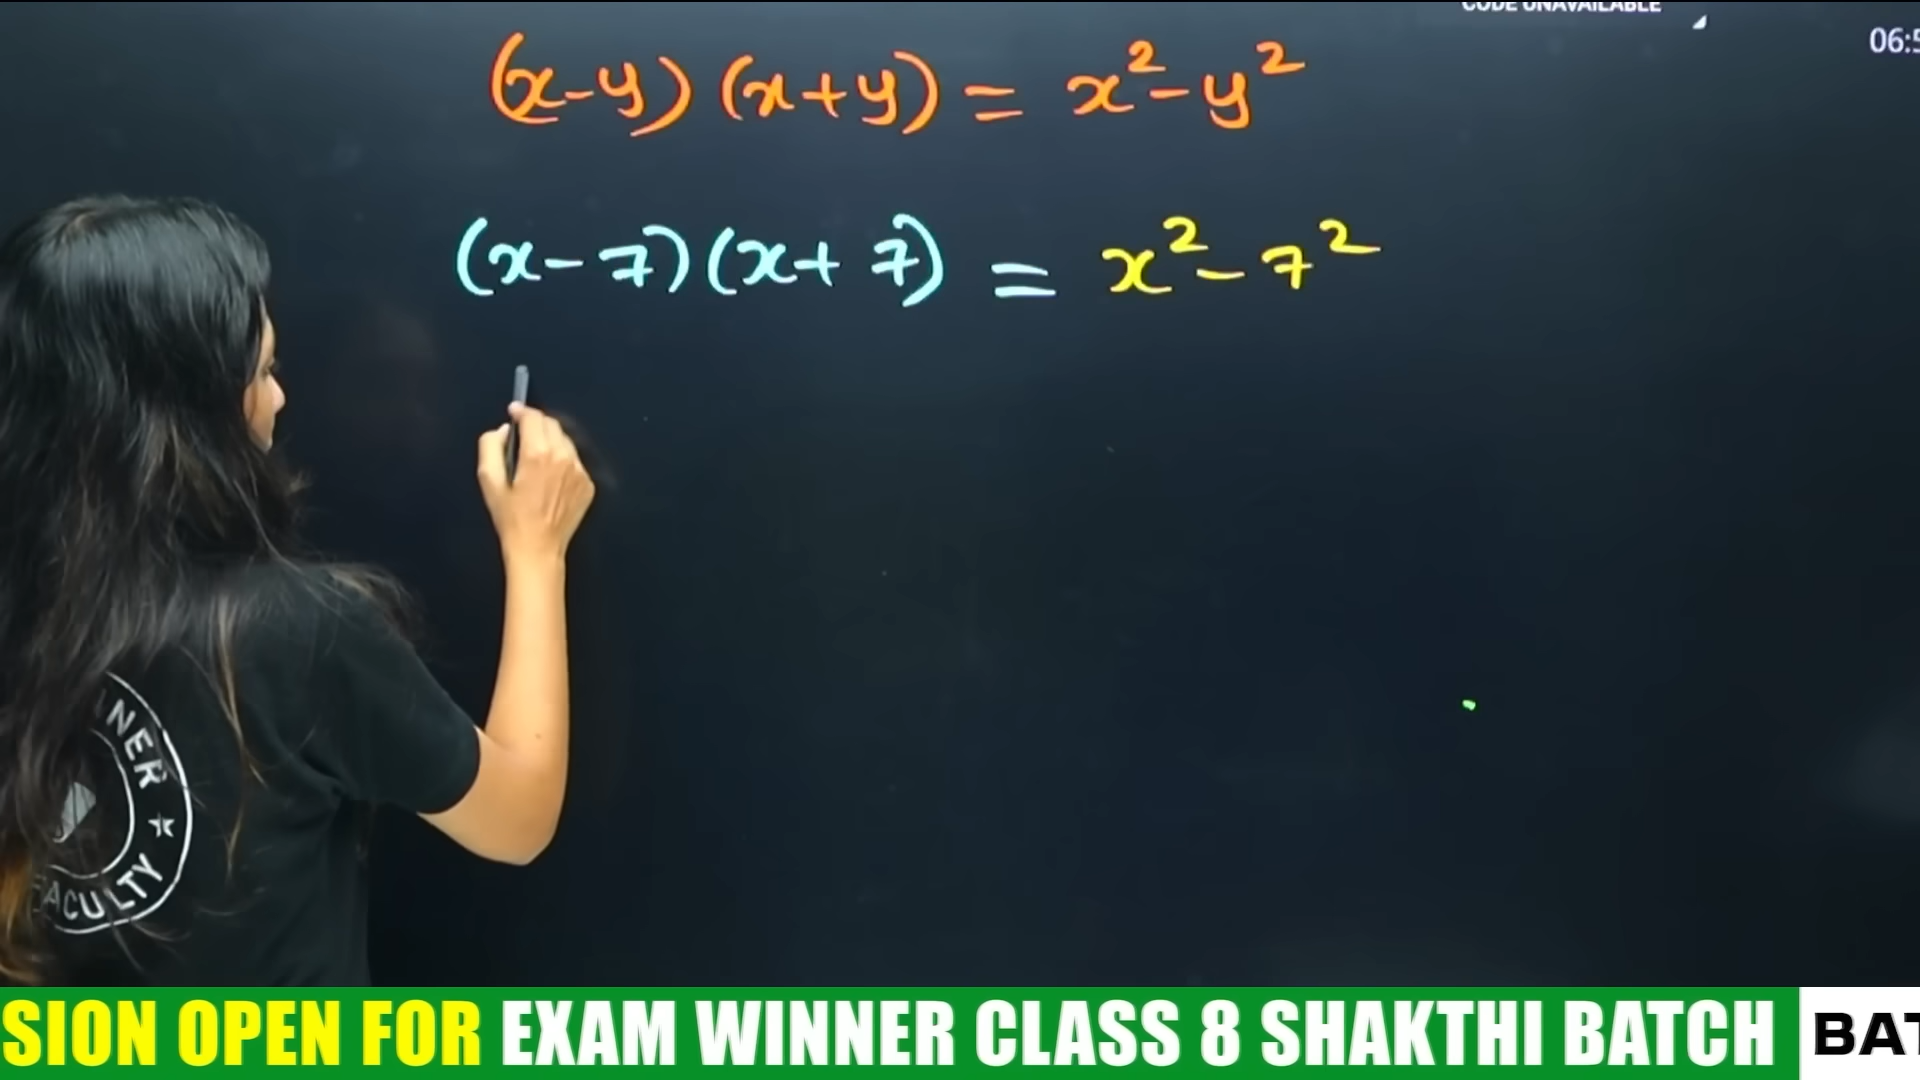 CODE UNAVAILABLE
06:5
(x-y) (x+y) = x²-y²
(x-7)(x+7) = x²-7²
NNER ★
FACULTY
SION OPEN FOR EXAM WINNER CLASS 8 SHAKTHI BATCH BAT